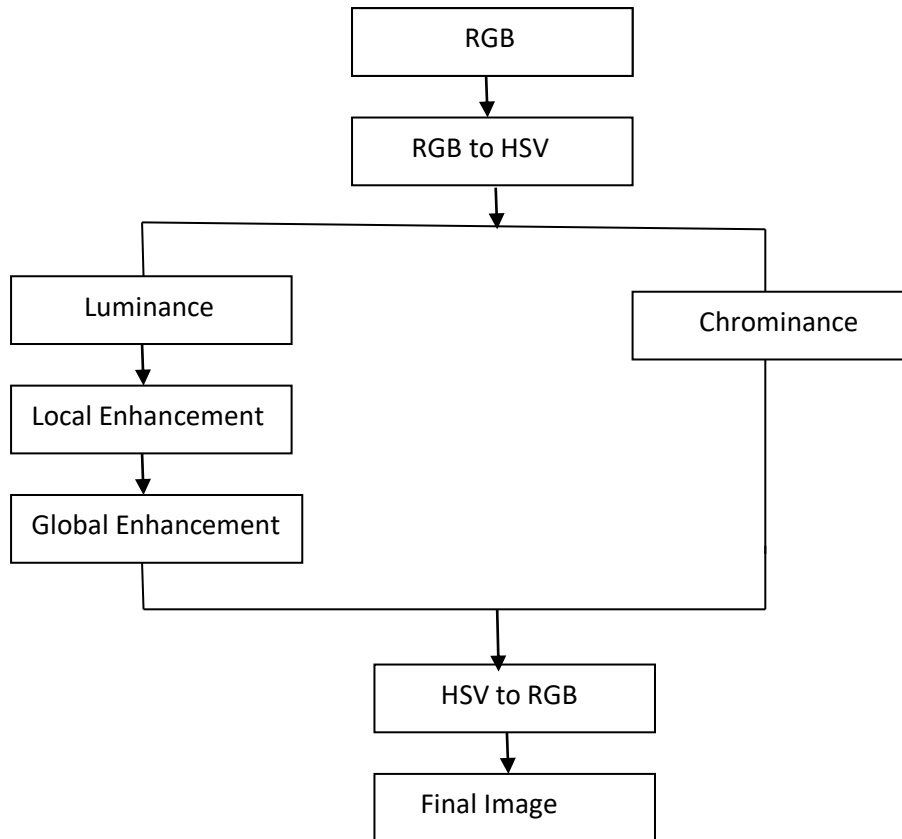 RGB
RGB to HSV
Luminance
Chrominance
Local Enhancement
Global Enhancement
HSV to RGB
Final Image